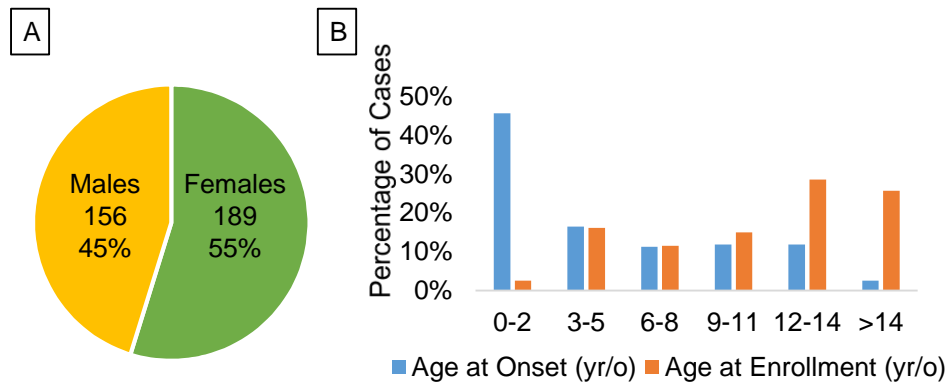 A
Males
156
45%
Females
189
55%
B
Percentage of Cases
50%
40%
30%
20%
10%
0%
0-2 3-5 6-8 9-11 12-14 >14
Age at Onset (yr/o) Age at Enrollment (yr/o)